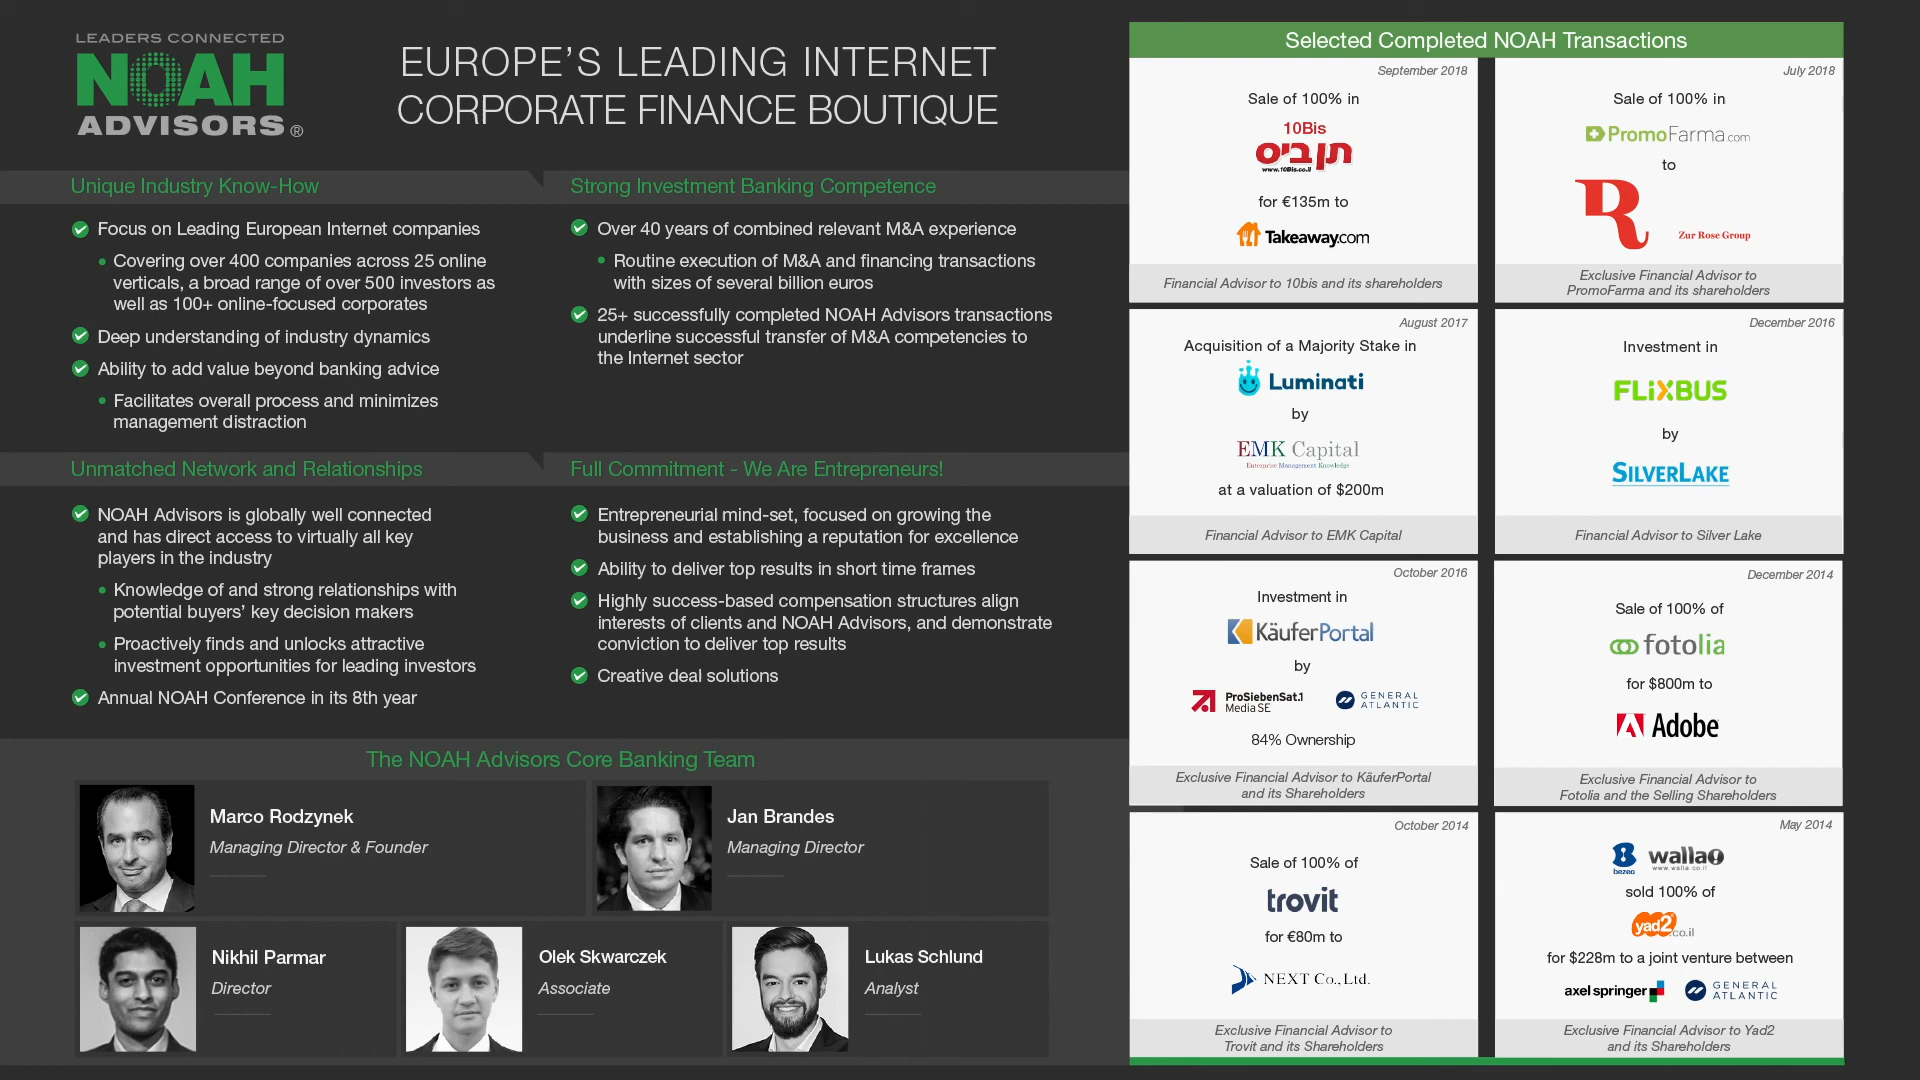 LEADERS CONNECTED
NOAH
ADVISORS ®
EUROPE'S LEADING INTERNET
CORPORATE FINANCE BOUTIQUE
Unique Industry Know-How
Focus on Leading European Internet companies
Covering over 400 companies across 25 online
verticals, a broad range of over 500 investors as
well as 100+ online-focused corporates
Deep understanding of industry dynamics
Ability to add value beyond banking advice
Facilitates overall process and minimizes
management distraction
Strong Investment Banking Competence
Over 40 years of combined relevant M&A experience
Routine execution of M&A and financing transactions
with sizes of several billion euros
25+ successfully completed NOAH Advisors transactions
underline successful transfer of M&A competencies to
the Internet sector
Unmatched Network and Relationships
NOAH Advisors is globally well connected
and has direct access to virtually all key
players in the industry
Knowledge of and strong relationships with
potential buyers' key decision makers
Proactively finds and unlocks attractive
investment opportunities for leading investors
Annual NOAH Conference in its 8th year
Full Commitment - We Are Entrepreneurs!
Entrepreneurial mind-set, focused on growing the
business and establishing a reputation for excellence
Ability to deliver top results in short time frames
Highly success-based compensation structures align
interests of clients and NOAH Advisors, and demonstrate
conviction to deliver top results
Creative deal solutions
The NOAH Advisors Core Banking Team
Marco Rodzynek
Managing Director & Founder
Jan Brandes
Managing Director
Nikhil Parmar
Director
Olek Skwarczek
Associate
Lukas Schlund
Analyst
Selected Completed NOAH Transactions
September 2018
Sale of 100% in
10Bis
תן ביס
www.10Bis.co.il
for €135m to
Takeaway.com
Financial Advisor to 10bis and its shareholders
July 2018
Sale of 100% in
PromoFarma.com
to
R
Zur Rose Group
Exclusive Financial Advisor to
PromoFarma and its shareholders
August 2017
Acquisition of a Majority Stake in
Luminati
by
EMK Capital
Enterprise Management Knowledge
at a valuation of $200m
Financial Advisor to EMK Capital
December 2016
Investment in
FLiXBUS
by
SILVERLAKE
Financial Advisor to Silver Lake
October 2016
Investment in
KäuferPortal
by
ProSiebenSat.1
Media SE
GENERAL
ATLANTIC
84% Ownership
Exclusive Financial Advisor to KäuferPortal
and its Shareholders
December 2014
Sale of 100% of
fotolia
for $800m to
Adobe
Exclusive Financial Advisor to
Fotolia and the Selling Shareholders
October 2014
Sale of 100% of
trovit
for €80m to
NEXT Co., Ltd.
Exclusive Financial Advisor to
Trovit and its Shareholders
May 2014
bezeq
walla!
www.walla.co.il
sold 100% of
yad2.co.il
for $228m to a joint venture between
axel springer
GENERAL
ATLANTIC
Exclusive Financial Advisor to Yad2
and its Shareholders